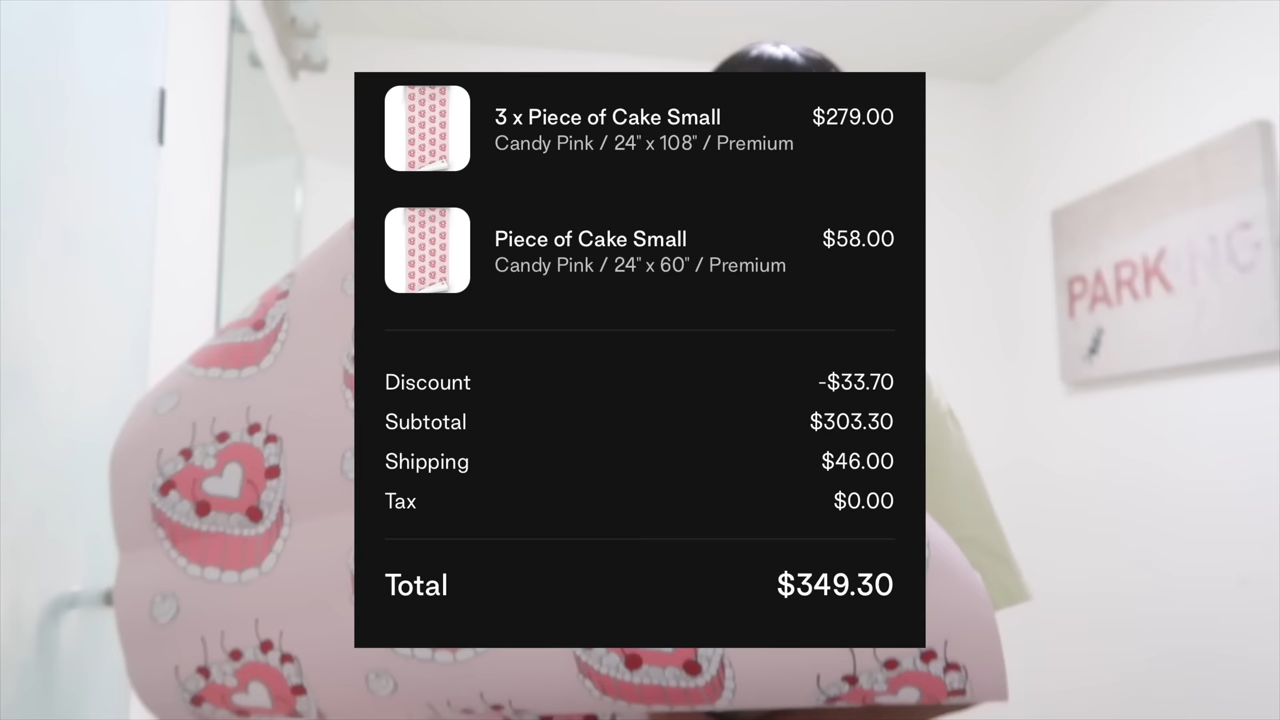 3 x Piece of Cake Small $279.00
Candy Pink / 24" x 108" / Premium
Piece of Cake Small $58.00
Candy Pink / 24" x 60" / Premium
Discount -$33.70
Subtotal $303.30
Shipping $46.00
Tax $0.00
Total $349.30
PARKING